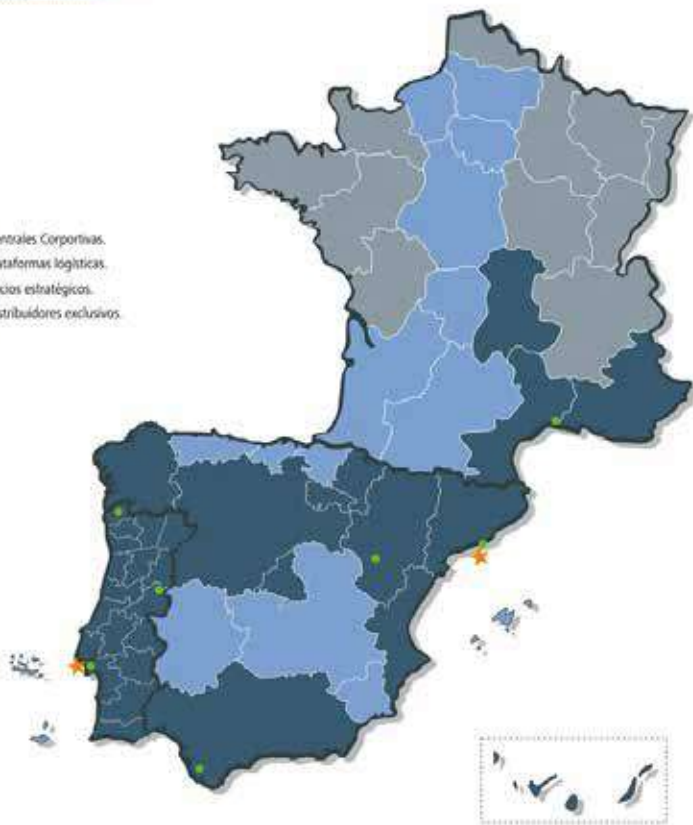 ntrales Corportivas.
ataformas logísticas.
cios estratégicos.
stribuidores exclusivos.